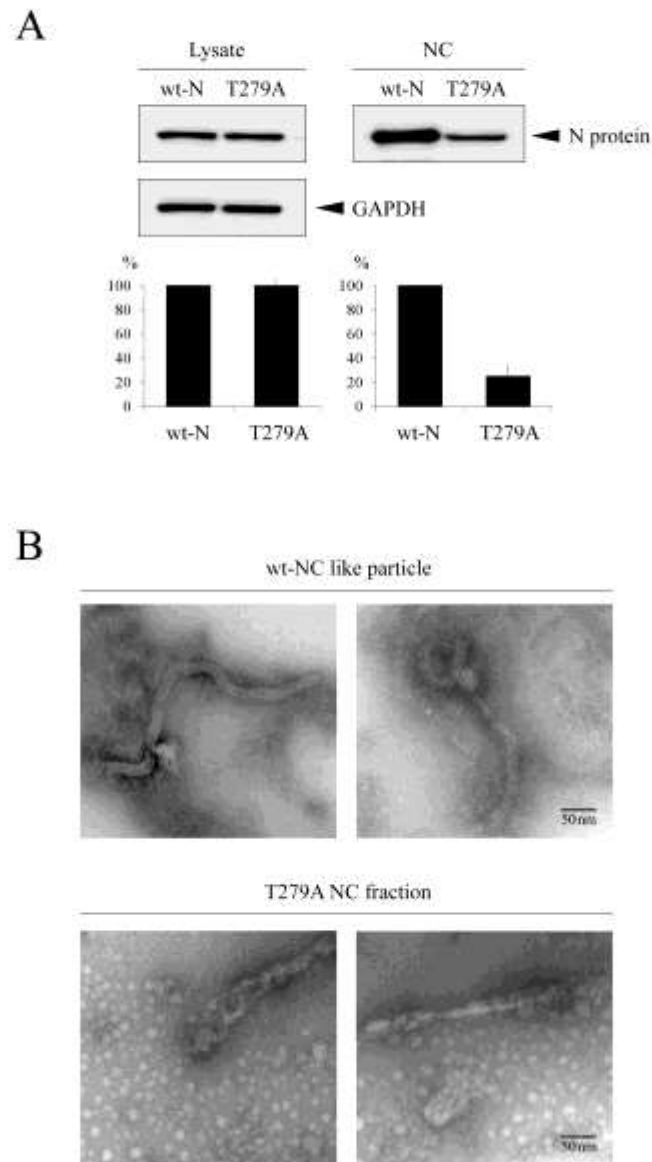 A
Lysate NC
wt-N T279A wt-N T279A
N protein
GAPDH
% %
100 100
80 80
60 60
40 40
20 20
0 0
wt-N T279A wt-N T279A
B
wt-NC like particle
50nm
T279A NC fraction
50nm